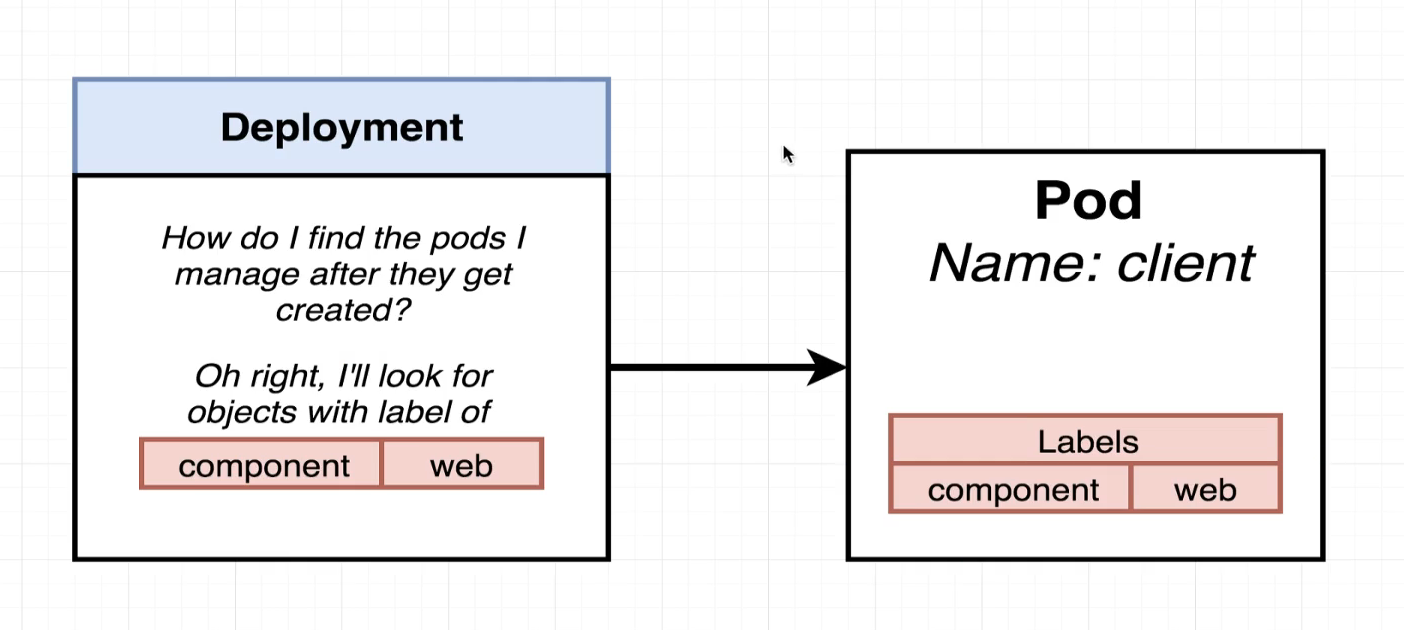 Deployment
How do I find the pods I
manage after they get
created?
Oh right, I'll look for
objects with label of
component web
Pod
Name: client
Labels
component web